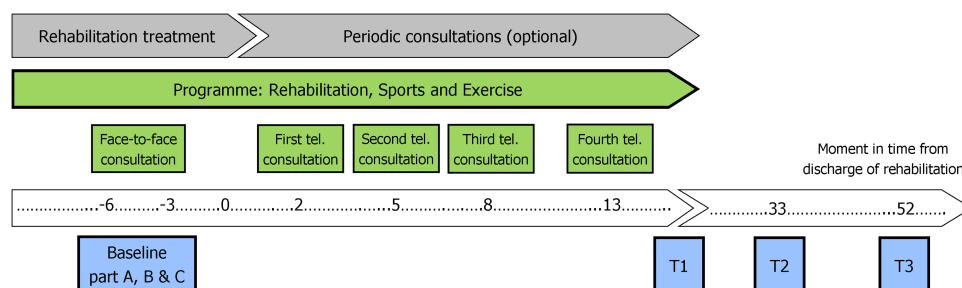 Rehabilitation treatment
Periodic consultations (optional)
Programme: Rehabilitation, Sports and Exercise
Face-to-face
consultation
First tel.
consultation
Second tel.
consultation
Third tel.
consultation
Fourth tel.
consultation
Moment in time from
discharge of rehabilitation
-6 -3 0 2 5 8 13 33 52
Baseline
part A, B & C
T1
T2
T3